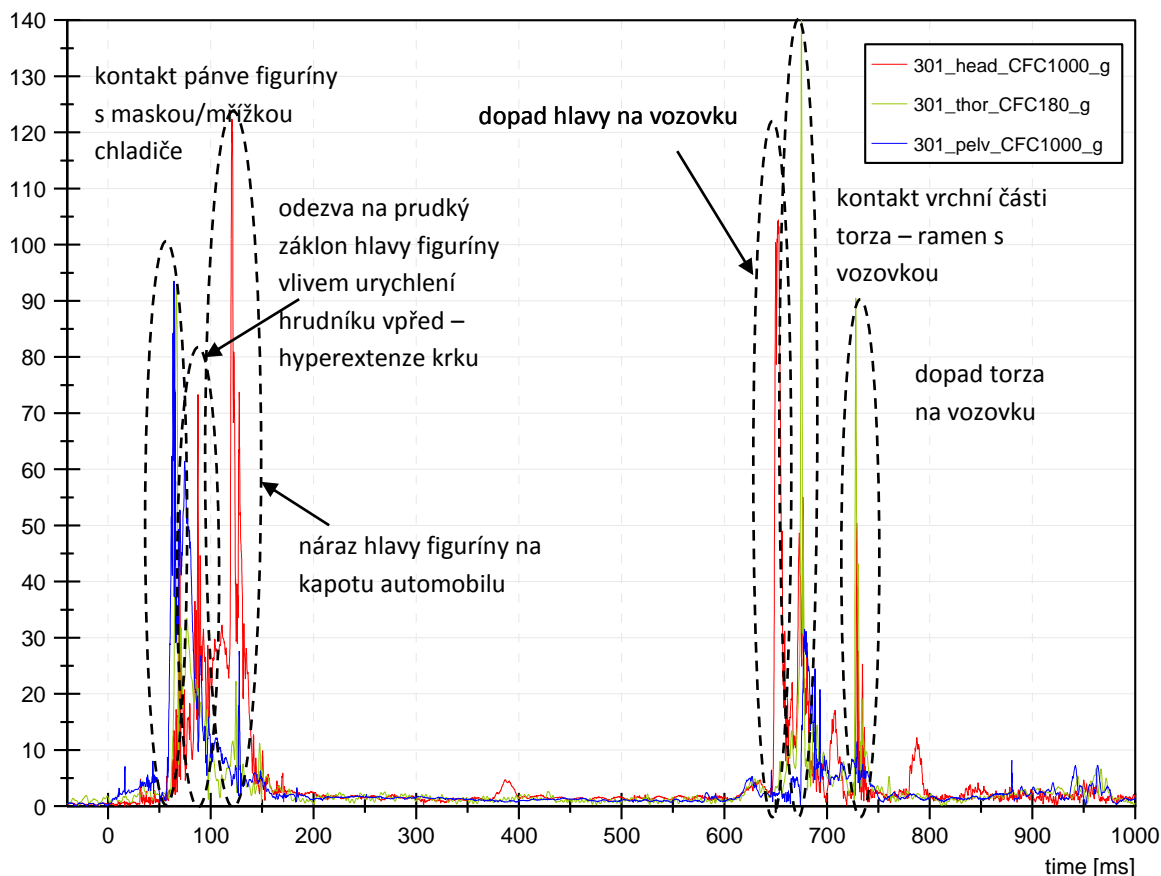 140
130
120
110
100
90
80
70
60
50
40
30
20
10
0
0
100
200
300
400
500
600
700
800
900
1000
time [ms]
kontakt pánve figuríny
s maskou/mřížkou
chladiče
odezva na prudký
záklon hlavy figuríny
vlivem urychlení
hrudníku vpřed –
hyperextenze krku
náraz hlavy figuríny na
kapotu automobilu
dopad hlavy na vozovku
301_head_CFC1000_g
301_thor_CFC180_g
301_pelv_CFC1000_g
kontakt vrchní části
torza – ramen s
vozovkou
dopad torza
na vozovku